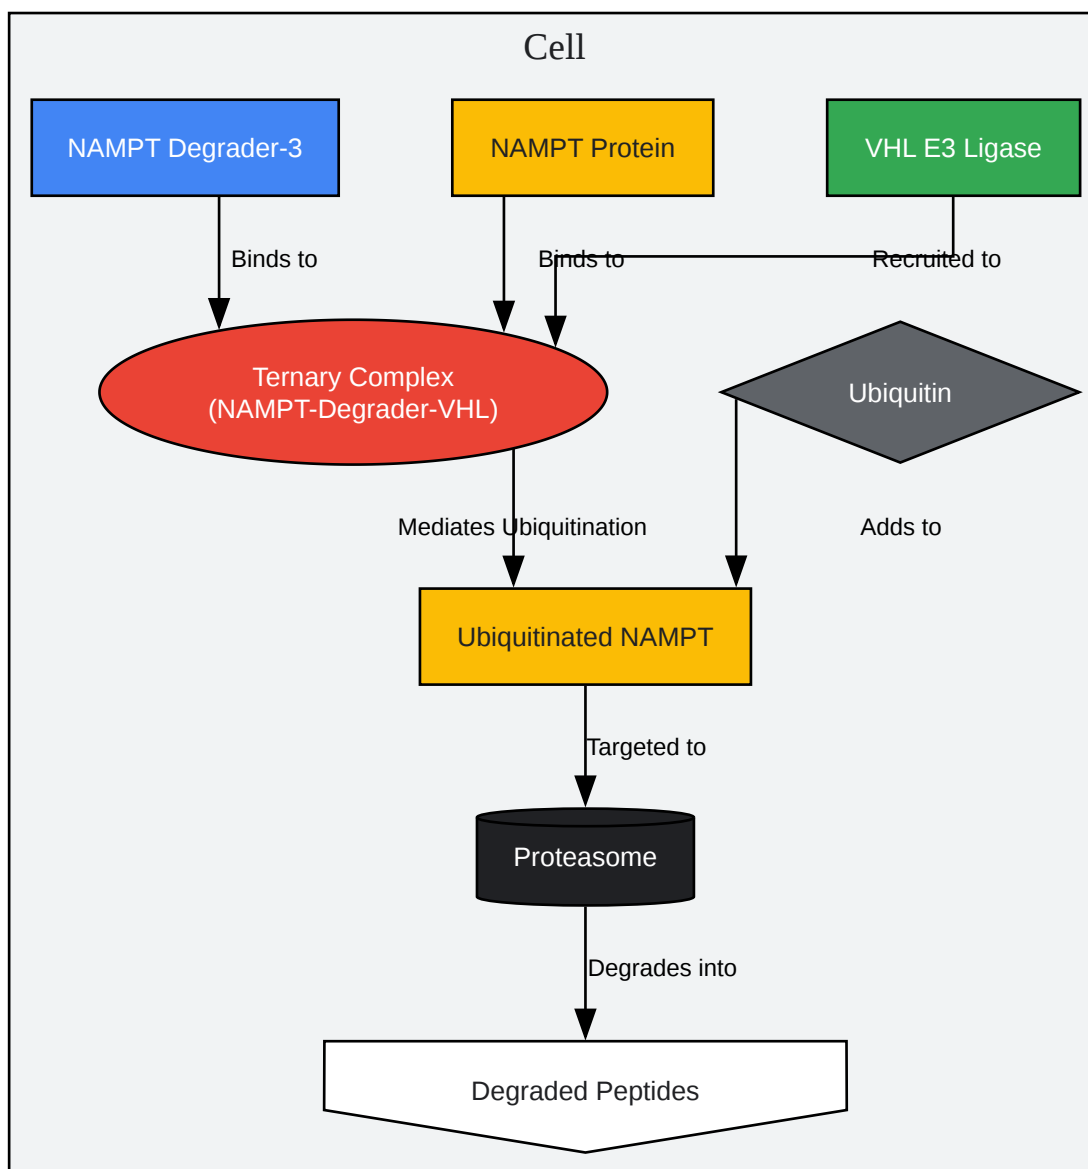 Cell
NAMPT Degrader-3
NAMPT Protein
VHL E3 Ligase
Binds to
Binds to
Recruited to
Ternary Complex
(NAMPT-Degrader-VHL)
Ubiquitin
Mediates Ubiquitination
Adds to
Ubiquitinated NAMPT
Targeted to
Proteasome
Degrades into
Degraded Peptides